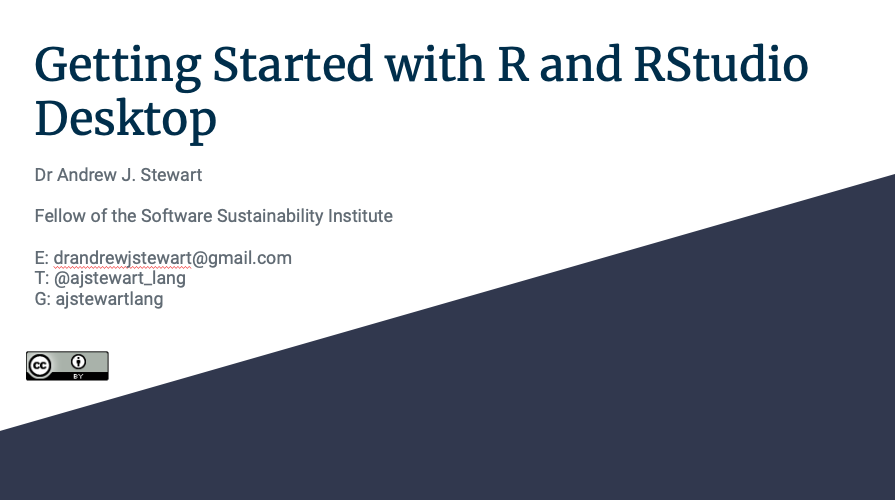 Getting Started with R and RStudio
Desktop
Dr Andrew J. Stewart
Fellow of the Software Sustainability Institute
E: drandrewjstewart@gmail.com
T: @ajstewart_lang
G: ajstewartlang
cc
BY